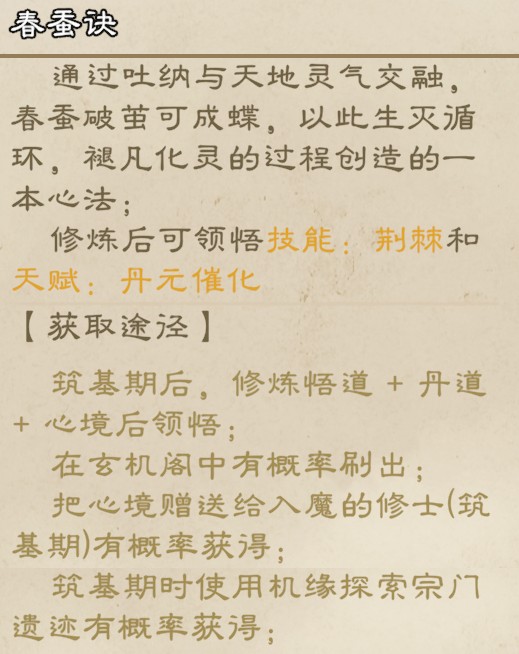 春蚕诀
通过吐纳与天地灵气交融，
春蚕破茧可成蝶，以此生灭循
环，褪凡化灵的过程创造的一
本心法；
修炼后可领悟技能：荆棘和
天赋：丹元催化
【获取途径】
筑基期后，修炼悟道 + 丹道
+ 心境后领悟；
在玄机阁中有概率刷出；
把心境赠送给入魔的修士(筑
基期)有概率获得；
筑基期时使用机缘探索宗门
遗迹有概率获得；